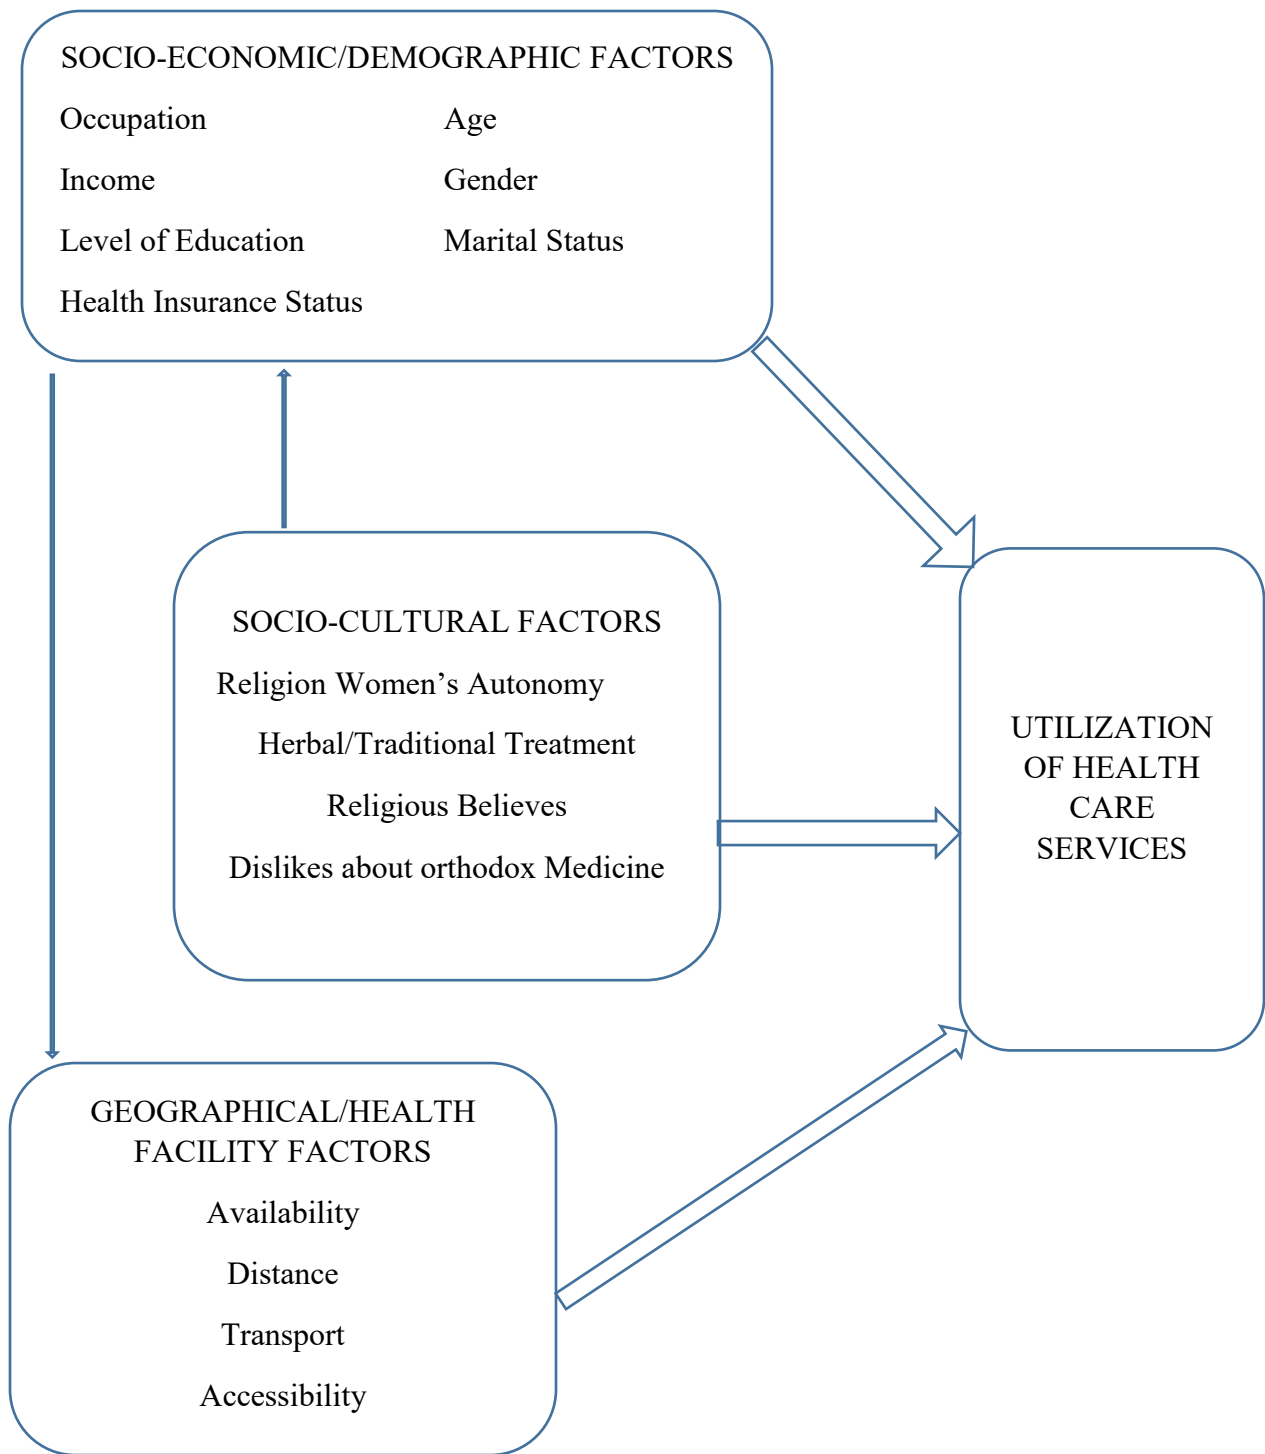 SOCIO-ECONOMIC/DEMOGRAPHIC FACTORS
Occupation Age
Income Gender
Level of Education Marital Status
Health Insurance Status
SOCIO-CULTURAL FACTORS
Religion Women’s Autonomy
Herbal/Traditional Treatment
Religious Believes
Dislikes about orthodox Medicine
UTILIZATION
OF HEALTH
CARE
SERVICES
GEOGRAPHICAL/HEALTH
FACILITY FACTORS
Availability
Distance
Transport
Accessibility